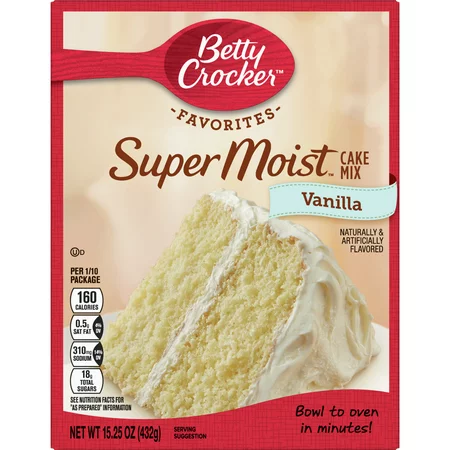 Betty
Crocker™
-FAVORITES-
Super Moist™ CAKE MIX
Vanilla
NATURALLY &
ARTIFICIALLY
FLAVORED
U D
PER 1/10
PACKAGE
160
CALORIES
0.5g
SAT FAT
310mg
SODIUM
18g
TOTAL
SUGARS
SEE NUTRITION FACTS FOR
"AS PREPARED" INFORMATION
NET WT 15.25 OZ (432g)
SERVING
SUGGESTION
Bowl to oven
in minutes!